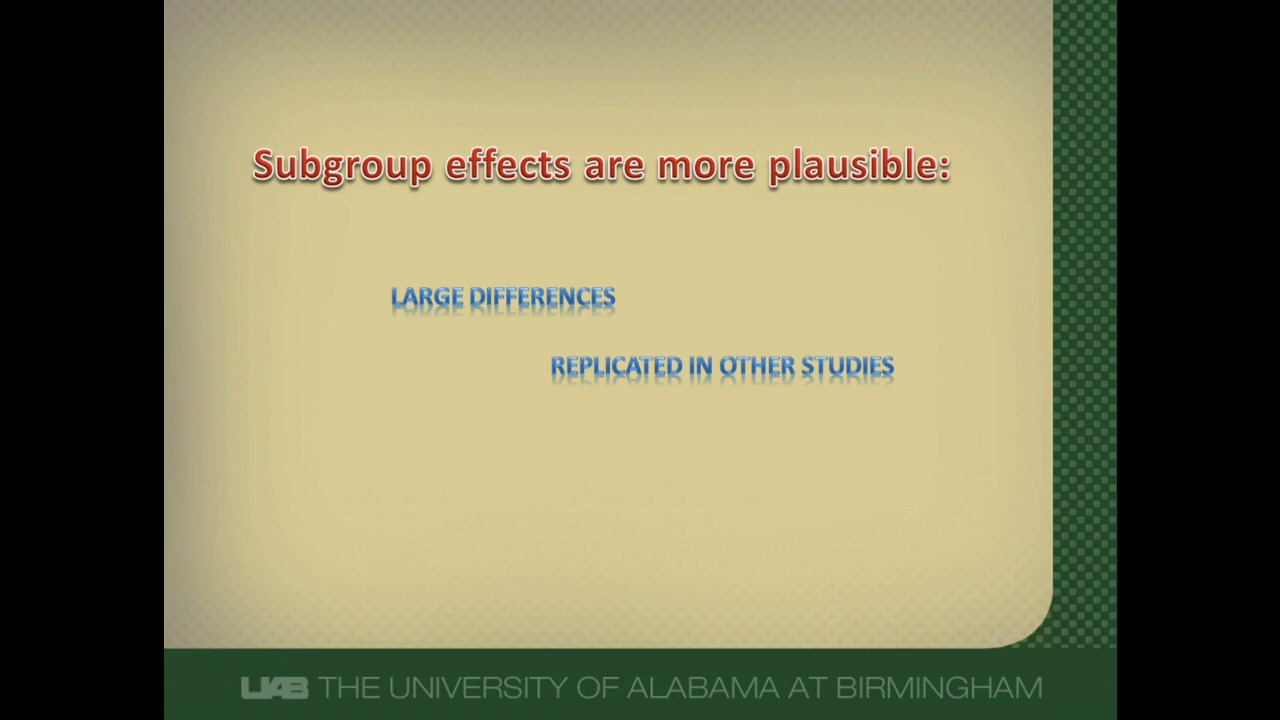 Subgroup effects are more plausible:
LARGE DIFFERENCES
REPLICATED IN OTHER STUDIES
UAB THE UNIVERSITY OF ALABAMA AT BIRMINGHAM